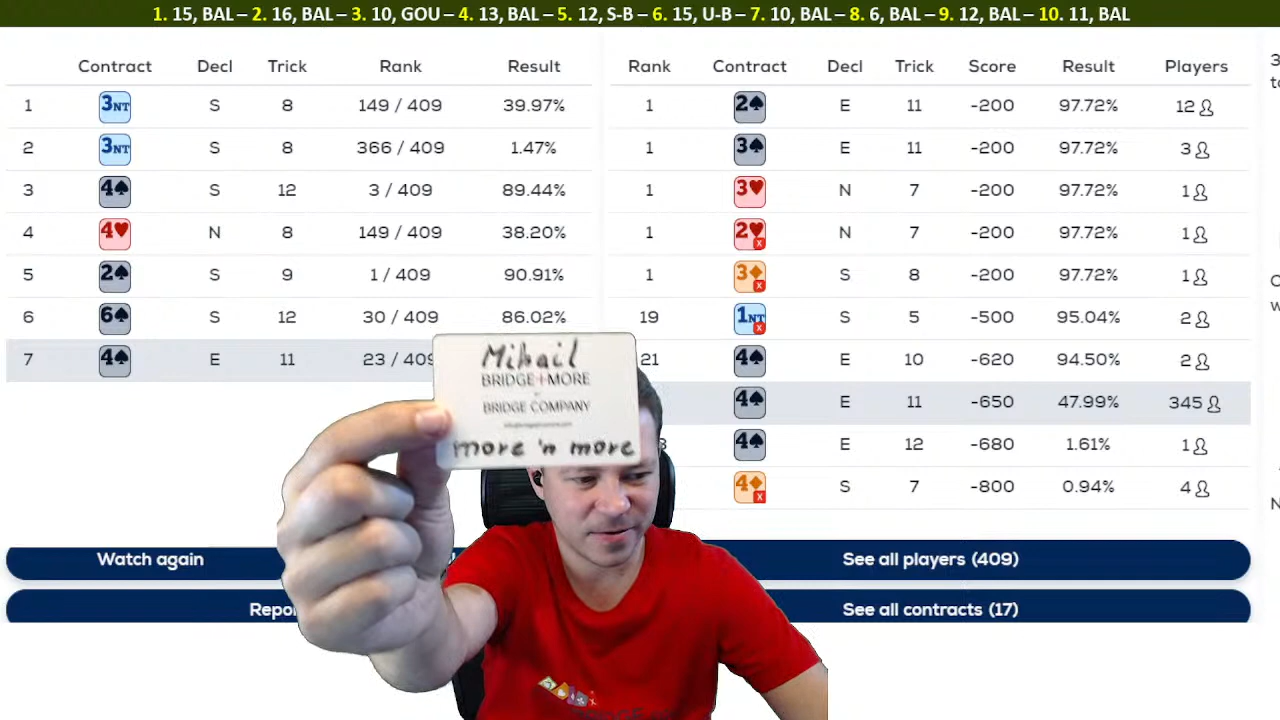 1. 15, BAL – 2. 16, BAL – 3. 10, GOU – 4. 13, BAL – 5. 12, S-B – 6. 15, U-B – 7. 10, BAL – 8. 6, BAL – 9. 12, BAL – 10. 11, BAL
Contract Decl Trick Rank Result
1 3NT S 8 149 / 409 39.97%
2 3NT S 8 366 / 409 1.47%
3 4♠ S 12 3 / 409 89.44%
4 4♥ N 8 149 / 409 38.20%
5 2♠ S 9 1 / 409 90.91%
6 6♠ S 12 30 / 409 86.02%
7 4♠ E 11 23 / 409
Rank Contract Decl Trick Score Result Players
1 2♠ E 11 -200 97.72% 12
1 3♠ E 11 -200 97.72% 3
1 3♥ N 7 -200 97.72% 1
1 2♥ x N 7 -200 97.72% 1
1 3♦ x S 8 -200 97.72% 1
19 1NT x S 5 -500 95.04% 2
21 4♠ E 10 -620 94.50% 2
4♠ E 11 -650 47.99% 345
4♠ E 12 -680 1.61% 1
4♦ x S 7 -800 0.94% 4
Mihail
BRIDGE+MORE
BRIDGE COMPANY
more 'n more
Watch again
See all players (409)
See all contracts (17)